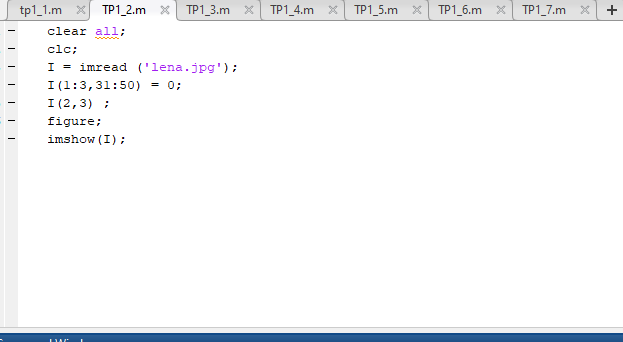 tp1_1.m TP1_2.m TP1_3.m TP1_4.m TP1_5.m TP1_6.m TP1_7.m +
clear all;
clc;
I = imread ('lena.jpg');
I(1:3,31:50) = 0;
I(2,3) ;
figure;
imshow(I);